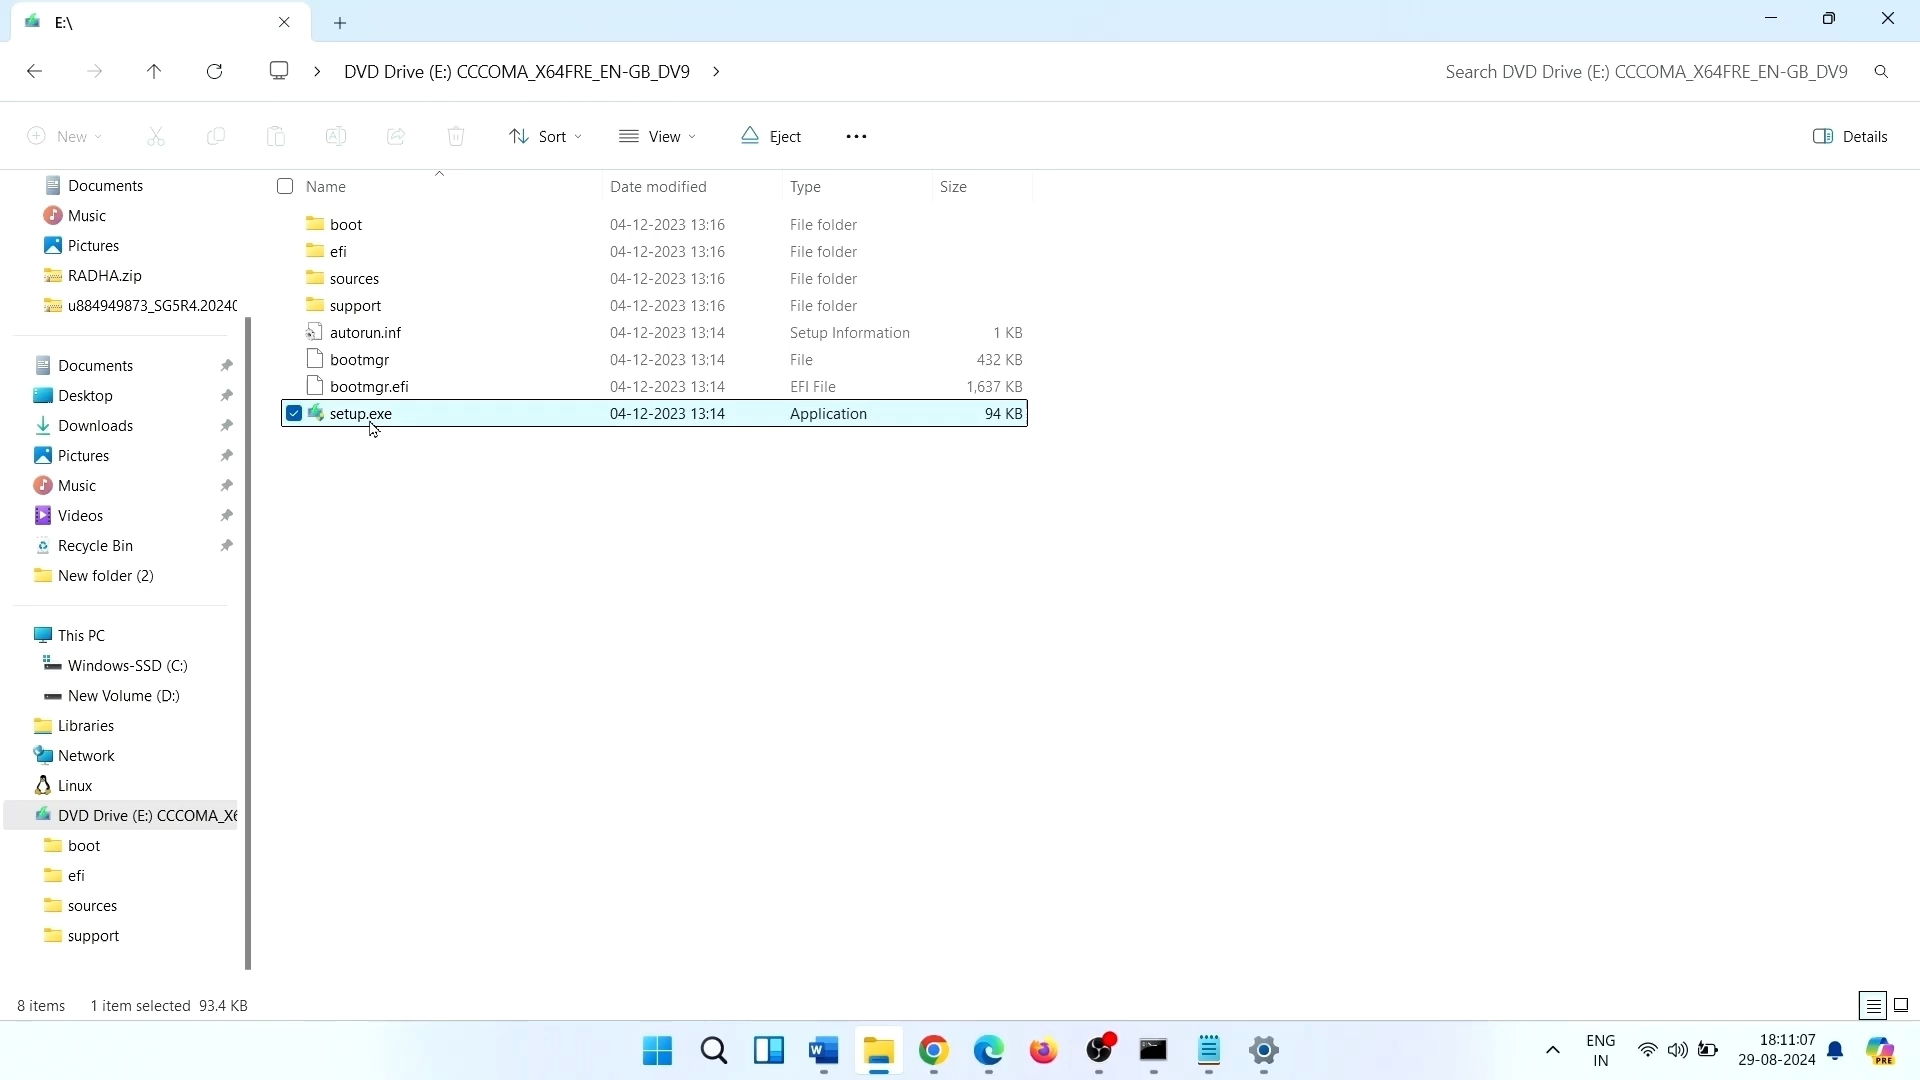 E:\
DVD Drive (E:) CCCOMA_X64FRE_EN-GB_DV9
Search DVD Drive (E:) CCCOMA_X64FRE_EN-GB_DV9
New
Sort
View
Eject
Details
Documents
Music
Pictures
RADHA.zip
u884949873_SG5R4.2024
Documents
Desktop
Downloads
Pictures
Music
Videos
Recycle Bin
New folder (2)
This PC
Windows-SSD (C:)
New Volume (D:)
Libraries
Network
Linux
DVD Drive (E:) CCCOMA_X6
boot
efi
sources
support
Name Date modified Type Size
boot 04-12-2023 13:16 File folder
efi 04-12-2023 13:16 File folder
sources 04-12-2023 13:16 File folder
support 04-12-2023 13:16 File folder
autorun.inf 04-12-2023 13:14 Setup Information 1 KB
bootmgr 04-12-2023 13:14 File 432 KB
bootmgr.efi 04-12-2023 13:14 EFI File 1,637 KB
setup.exe 04-12-2023 13:14 Application 94 KB
8 items 1 item selected 93.4 KB
ENG
IN
18:11:07
29-08-2024
PRE